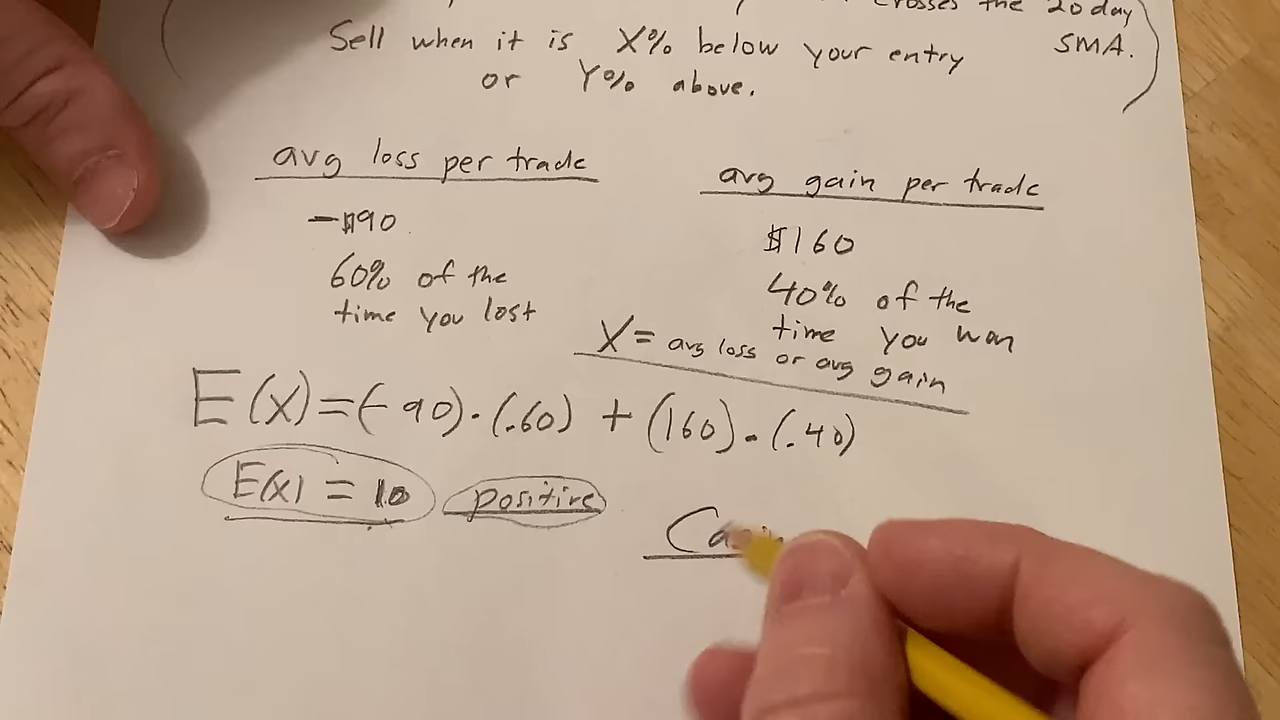 crosses the 20 day
SMA.
Sell when it is X% below your entry
or Y% above.
avg loss per trade
-$90
60% of the
time you lost
avg gain per trade
$160
40% of the
time you won
X = avg loss or avg gain
E(X)=(-90)·(.60) + (160)·(.40)
E(X) = 10 positive